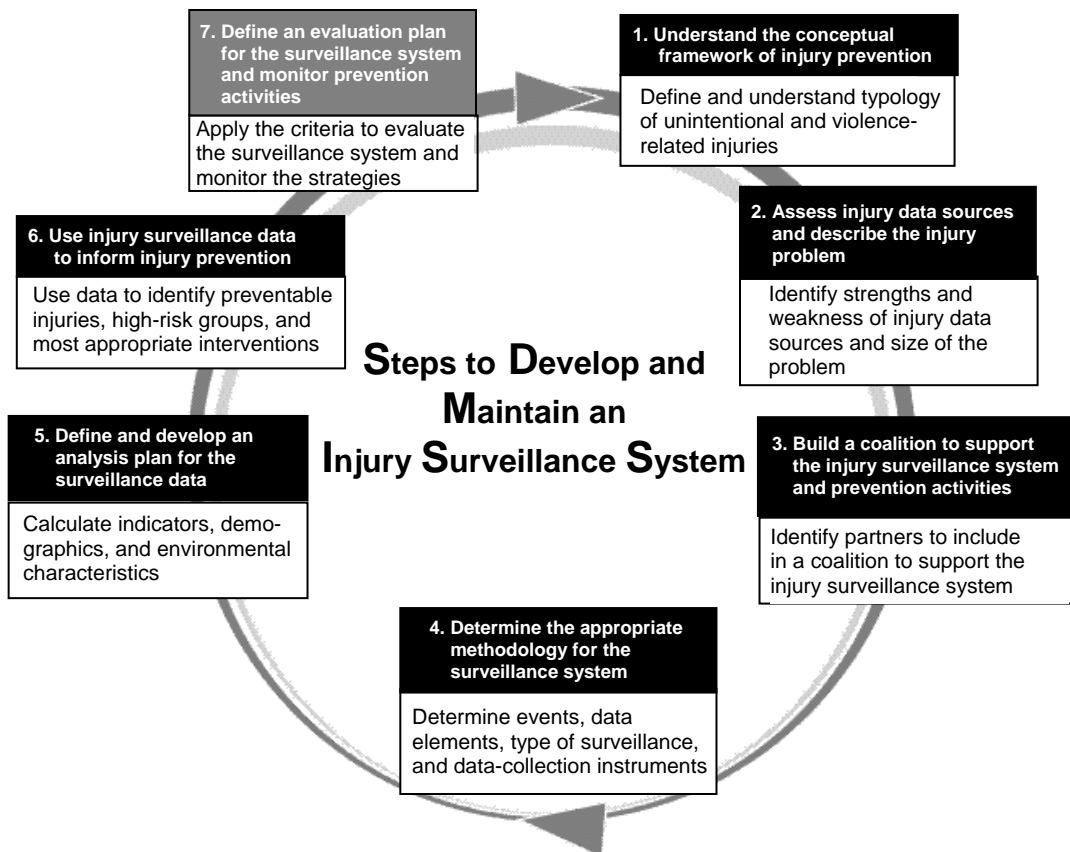 7. Define an evaluation plan
for the surveillance system
and monitor prevention
activities
Apply the criteria to evaluate
the surveillance system and
monitor the strategies
1. Understand the conceptual
framework of injury prevention
Define and understand typology
of unintentional and violence-
related injuries
2. Assess injury data sources
and describe the injury
problem
Identify strengths and
weakness of injury data
sources and size of the
problem
3. Build a coalition to support
the injury surveillance system
and prevention activities
Identify partners to include
in a coalition to support the
injury surveillance system
4. Determine the appropriate
methodology for the
surveillance system
Determine events, data
elements, type of surveillance,
and data-collection instruments
5. Define and develop an
analysis plan for the
surveillance data
Calculate indicators, demo-
graphics, and environmental
characteristics
6. Use injury surveillance data
to inform injury prevention
Use data to identify preventable
injuries, high-risk groups, and
most appropriate interventions
Steps to Develop and
Maintain an
Injury Surveillance System